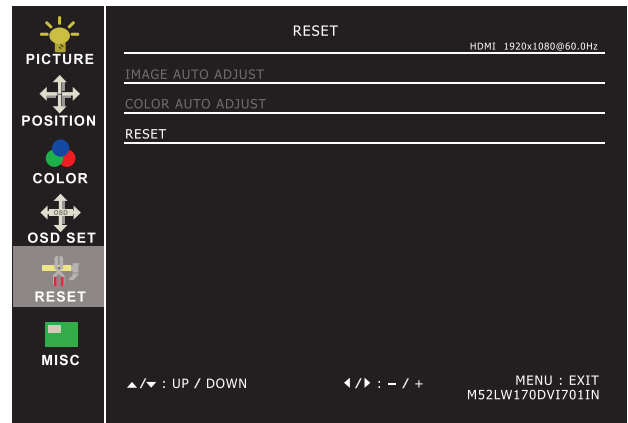 RESET
HDMI 1920x1080@60.0Hz
PICTURE
POSITION
COLOR
OSD
OSD SET
RESET
MISC
IMAGE AUTO ADJUST
COLOR AUTO ADJUST
RESET
▲/▼ : UP / DOWN
◀/▶ : – / +
MENU : EXIT
M52LW170DVI701IN